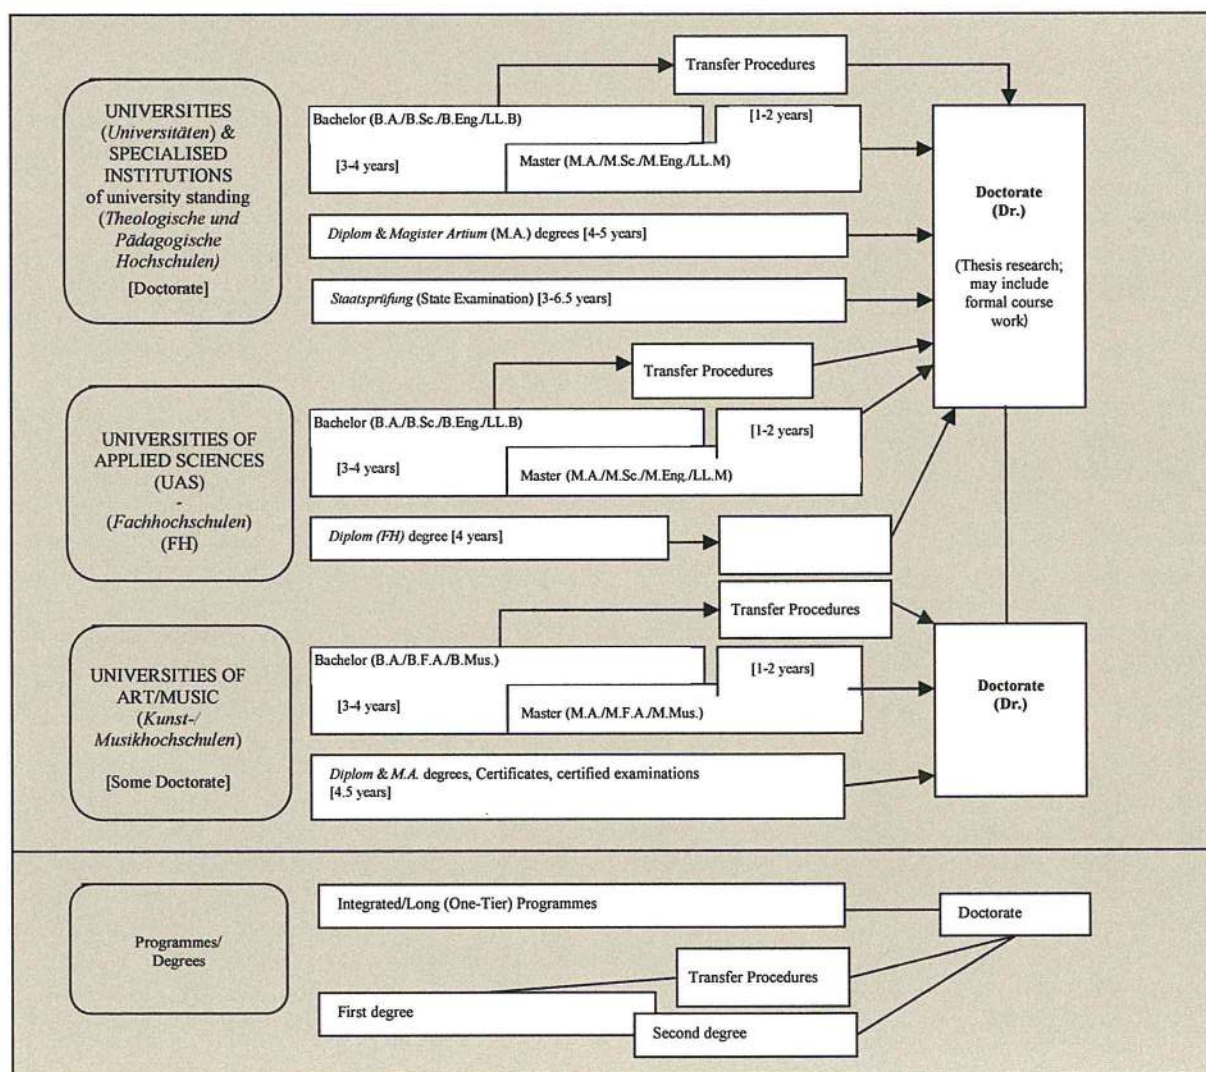 Transfer Procedures
UNIVERSITIES
(Universitäten) &
SPECIALISED
INSTITUTIONS
of university standing
(Theologische und
Pädagogische
Hochschulen)
[Doctorate]
Bachelor (B.A./B.Sc./B.Eng./LL.B)
[3-4 years]
[1-2 years]
Master (M.A./M.Sc./M.Eng./LL.M)
Diplom & Magister Artium (M.A.) degrees [4-5 years]
Staatsprüfung (State Examination) [3-6.5 years]
Doctorate
(Dr.)
(Thesis research;
may include
formal course
work)
Transfer Procedures
UNIVERSITIES OF
APPLIED SCIENCES
(UAS)
-
(Fachhochschulen)
(FH)
Bachelor (B.A./B.Sc./B.Eng./LL.B)
[3-4 years]
[1-2 years]
Master (M.A./M.Sc./M.Eng./LL.M)
Diplom (FH) degree [4 years]
Transfer Procedures
UNIVERSITIES OF
ART/MUSIC
(Kunst-/
Musikhochschulen)
[Some Doctorate]
Bachelor (B.A./B.F.A./B.Mus.)
[3-4 years]
[1-2 years]
Master (M.A./M.F.A./M.Mus.)
Diplom & M.A. degrees, Certificates, certified examinations
[4.5 years]
Doctorate
(Dr.)
Programmes/
Degrees
Integrated/Long (One-Tier) Programmes
Doctorate
Transfer Procedures
First degree
Second degree